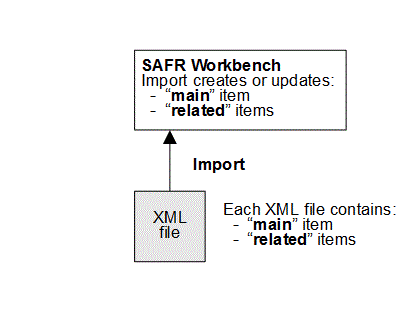 SAFR Workbench
Import creates or updates:
- “main” item
- “related” items
Import
XML
file
Each XML file contains:
- “main” item
- “related” items